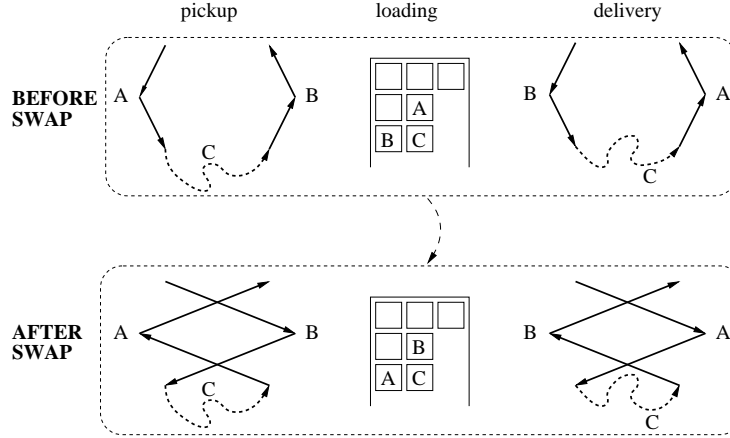 pickup loading delivery
BEFORE
SWAP
A B C
A
B C
B A C
AFTER
SWAP
A B C
B
A C
B A C